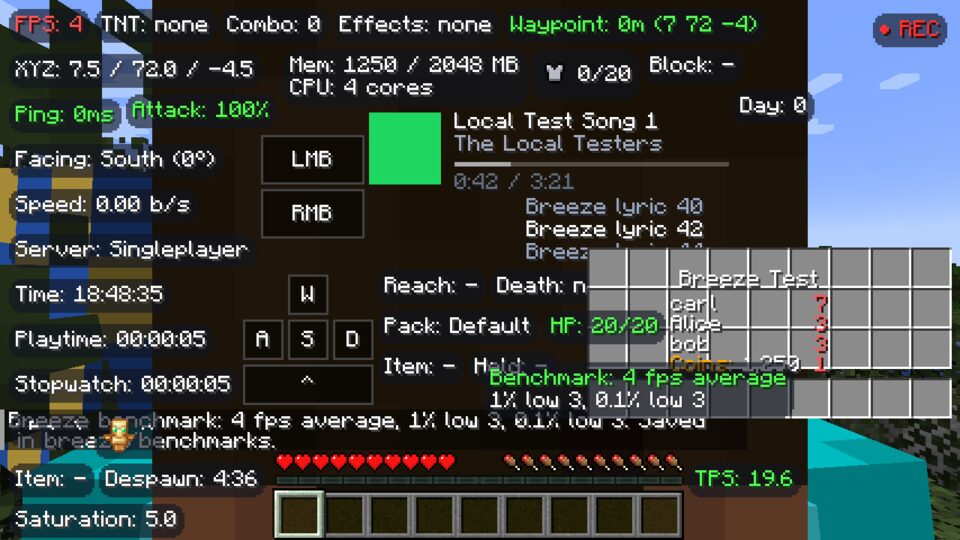 FPS: 4 TNT: none Combo: 0 Effects: none Waypoint: 0m (7 72 -4)
REC
XYZ: 7.5 / 72.0 / -4.5
Mem: 1250 / 2048 MB
CPU: 4 cores
0/20
Block: -
Day: 0
Ping: 0ms
Attack: 100%
Local Test Song 1
The Local Testers
0:42 / 3:21
Breeze lyric 40
Breeze lyric 42
Breeze
Facing: South (0°)
LMB
RMB
Speed: 0.00 b/s
Server: Singleplayer
Time: 18:48:35
W
A S D
^
Reach: - Death:
Breeze Test
carl 7
Alice 3
bob 3
Coins: 1,250 1
Playtime: 00:00:05
Pack: Default HP: 20/20
Item: -
Stopwatch: 00:00:05
Benchmark: 4 fps average
1% low 3, 0.1% low 3
Breeze benchmark: 4 fps average, 1% low 3, 0.1% low 3. Saved
in breeze benchmarks.
Item: - Despawn: 4:36
TPS: 19.6
Saturation: 5.0